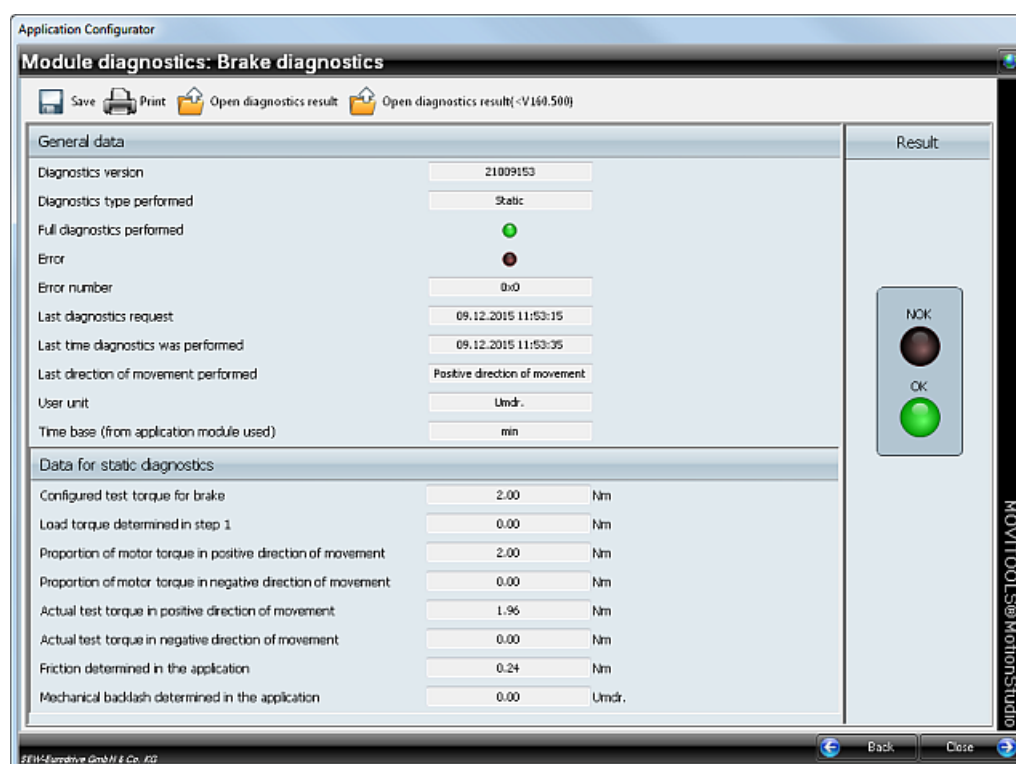 Application Configurator
Module diagnostics: Brake diagnostics
Save Print Open diagnostics result Open diagnostics result(<V160.500)
General data
Result
Diagnostics version 21009153
Diagnostics type performed Static
Full diagnostics performed
Error
Error number 0x0
Last diagnostics request 09.12.2015 11:53:15
NOK
Last time diagnostics was performed 09.12.2015 11:53:35
Last direction of movement performed Positive direction of movement
OK
User unit Umdr.
Time base (from application module used) min
Data for static diagnostics
Configured test torque for brake 2.00 Nm
Load torque determined in step 1 0.00 Nm
Proportion of motor torque in positive direction of movement 2.00 Nm
Proportion of motor torque in negative direction of movement 0.00 Nm
Actual test torque in positive direction of movement 1.96 Nm
Actual test torque in negative direction of movement 0.00 Nm
Friction determined in the application 0.24 Nm
Mechanical backlash determined in the application 0.00 Umdr.
MOVITOOLS@MotionStudio
Back Close
SEW-Eurodrive GmbH & Co. KG